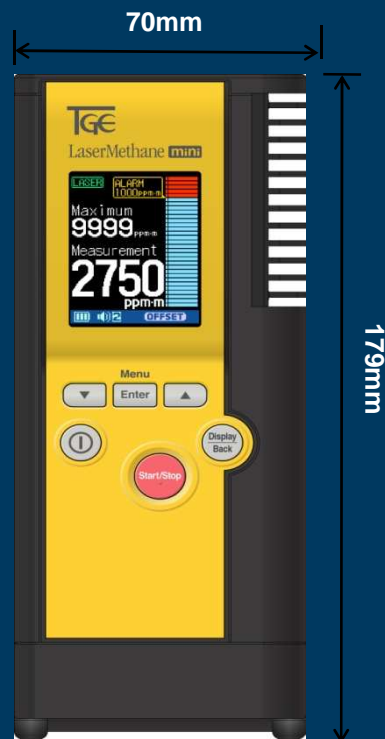 70mm
TGE
LaserMethane mini
LASER
ALARM
1000ppm-m
Maximum
9999ppm-m
Measurement
2750
ppm·m
2
OFFSET
Menu
▼
Enter
▲
Display
Back
Start/Stop
179mm